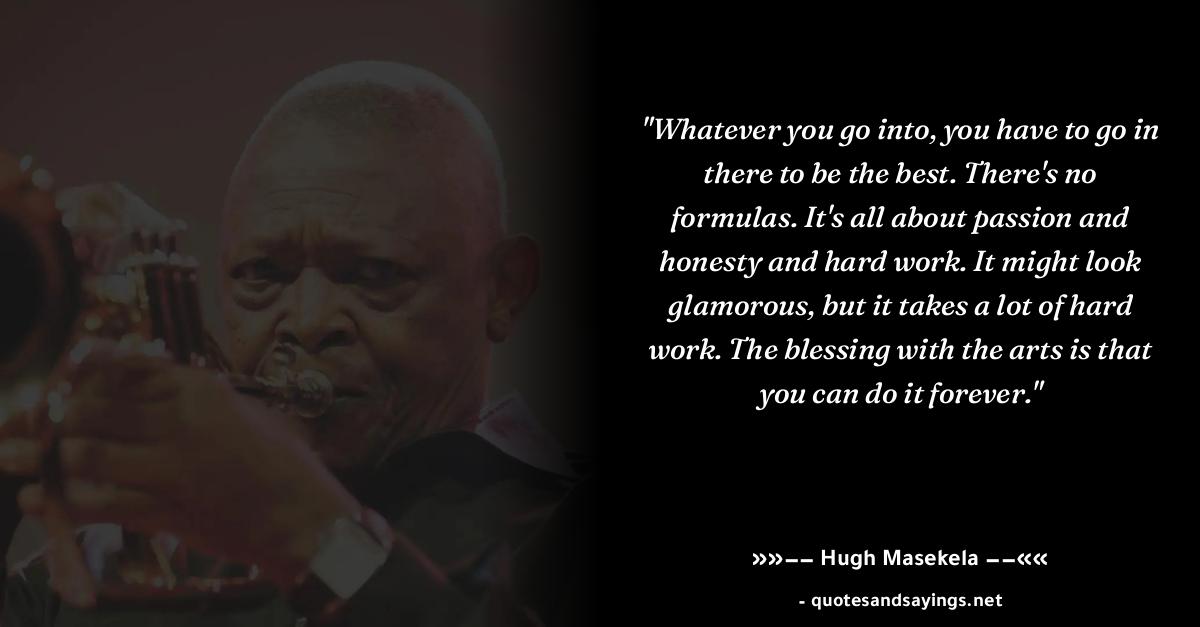 "Whatever you go into, you have to go in
there to be the best. There's no
formulas. It's all about passion and
honesty and hard work. It might look
glamorous, but it takes a lot of hard
work. The blessing with the arts is that
you can do it forever."
»»–– Hugh Masekela ––««
- quotesandsayings.net